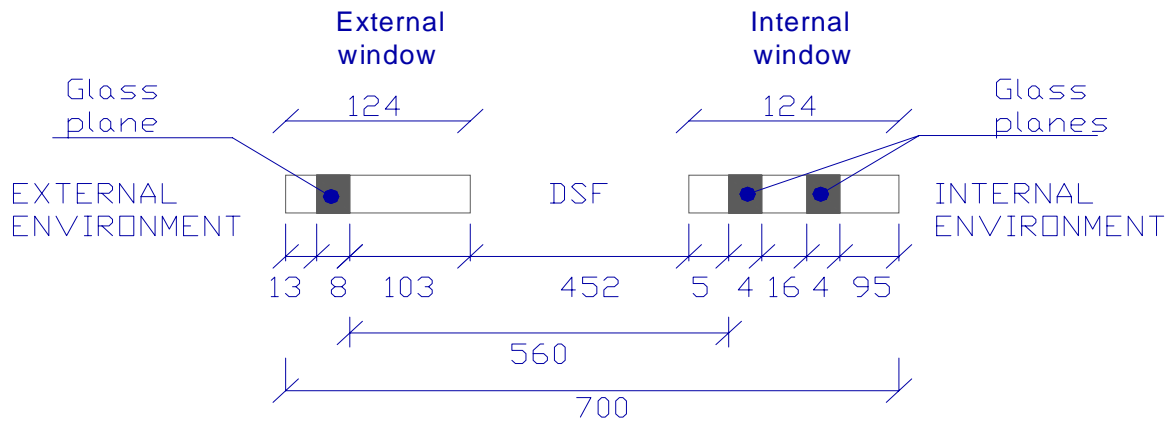 External
window
Internal
window
Glass
plane
124
124
Glass
planes
EXTERNAL
ENVIRONMENT
DSF
INTERNAL
ENVIRONMENT
13 8 103 452 5 4 16 4 95
560
700